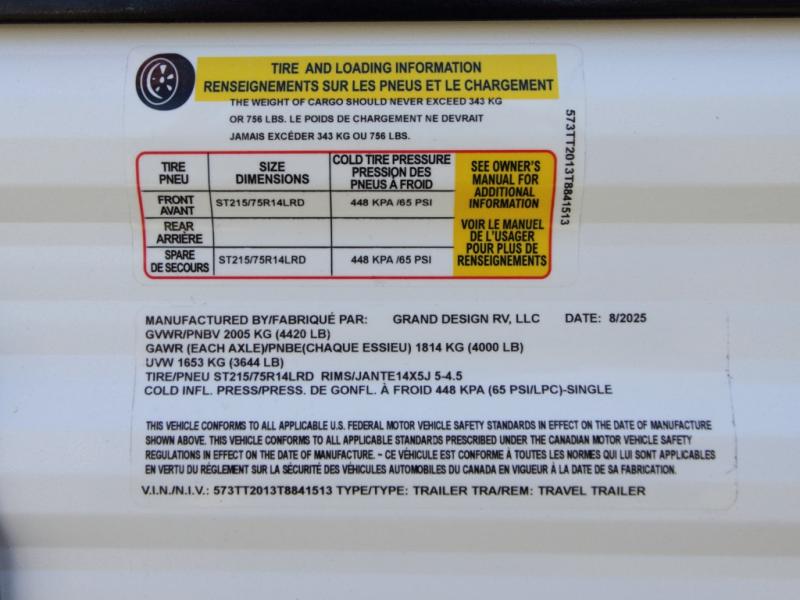 TIRE AND LOADING INFORMATION
RENSEIGNEMENTS SUR LES PNEUS ET LE CHARGEMENT
THE WEIGHT OF CARGO SHOULD NEVER EXCEED 343 KG
OR 756 LBS. LE POIDS DE CHARGEMENT NE DEVRAIT
JAMAIS EXCÉDER 343 KG OU 756 LBS.
TIRE
PNEU
SIZE
DIMENSIONS
COLD TIRE PRESSURE
PRESSION DES
PNEUS À FROID
FRONT
AVANT
ST215/75R14LRD
448 KPA /65 PSI
REAR
ARRIÈRE
SPARE
DE SECOURS
ST215/75R14LRD
448 KPA /65 PSI
SEE OWNER'S
MANUAL FOR
ADDITIONAL
INFORMATION
VOIR LE MANUEL
DE L'USAGER
POUR PLUS DE
RENSEIGNEMENTS
573TT2013T8841513
MANUFACTURED BY/FABRIQUÉ PAR: GRAND DESIGN RV, LLC DATE: 8/2025
GVWR/PNBV 2005 KG (4420 LB)
GAWR (EACH AXLE)/PNBE(CHAQUE ESSIEU) 1814 KG (4000 LB)
UVW 1653 KG (3644 LB)
TIRE/PNEU ST215/75R14LRD RIMS/JANTE14X5J 5-4.5
COLD INFL. PRESS/PRESS. DE GONFL. À FROID 448 KPA (65 PSI/LPC)-SINGLE
THIS VEHICLE CONFORMS TO ALL APPLICABLE U.S. FEDERAL MOTOR VEHICLE SAFETY STANDARDS IN EFFECT ON THE DATE OF MANUFACTURE
SHOWN ABOVE. THIS VEHICLE CONFORMS TO ALL APPLICABLE STANDARDS PRESCRIBED UNDER THE CANADIAN MOTOR VEHICLE SAFETY
REGULATIONS IN EFFECT ON THE DATE OF MANUFACTURE. - CE VÉHICULE EST CONFORME À TOUTES LES NORMES QUI LUI SONT APPLICABLES
EN VERTU DU RÉGLEMENT SUR LA SÉCURITÉ DES VÉHICULES AUTOMOBILES DU CANADA EN VIGUEUR À LA DATE DE SA FABRICATION.
V.I.N./N.I.V.: 573TT2013T8841513 TYPE/TYPE: TRAILER TRA/REM: TRAVEL TRAILER